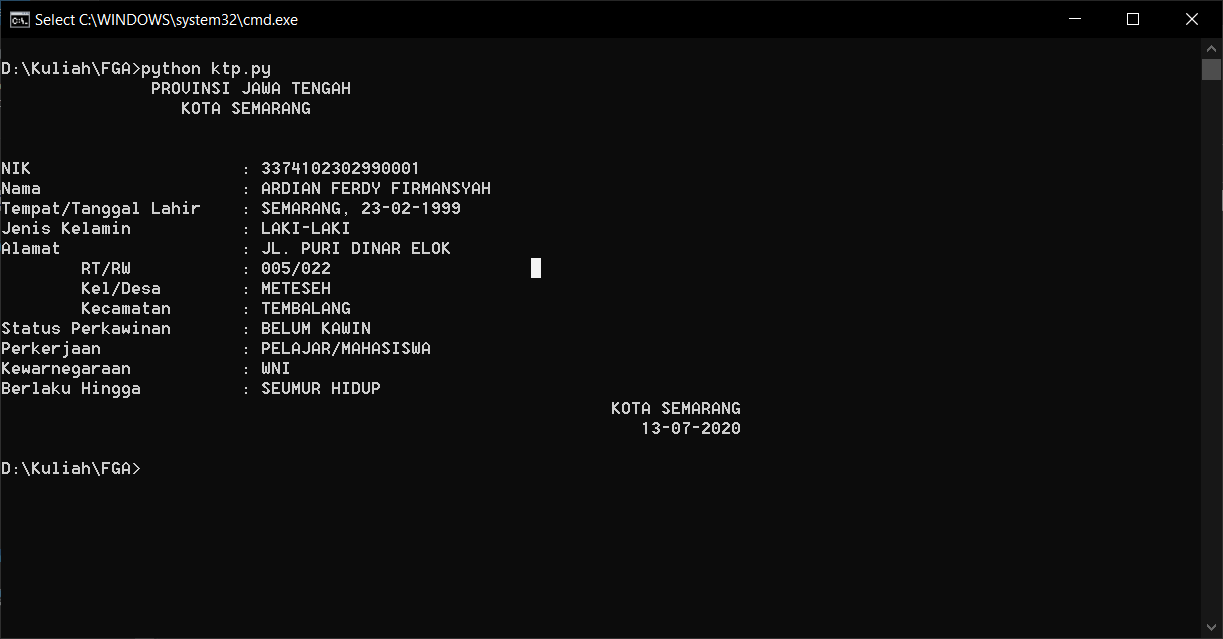 Select C:\WINDOWS\system32\cmd.exe
D:\Kuliah\FGA>python ktp.py
PROVINSI JAWA TENGAH
KOTA SEMARANG
NIK : 3374102302990001
Nama : ARDIAN FERDY FIRMANSYAH
Tempat/Tanggal Lahir : SEMARANG, 23-02-1999
Jenis Kelamin : LAKI-LAKI
Alamat : JL. PURI DINAR ELOK
RT/RW : 005/022
Kel/Desa : METESEH
Kecamatan : TEMBALANG
Status Perkawinan : BELUM KAWIN
Perkerjaan : PELAJAR/MAHASISWA
Kewarnegaraan : WNI
Berlaku Hingga : SEUMUR HIDUP
KOTA SEMARANG
13-07-2020
D:\Kuliah\FGA>